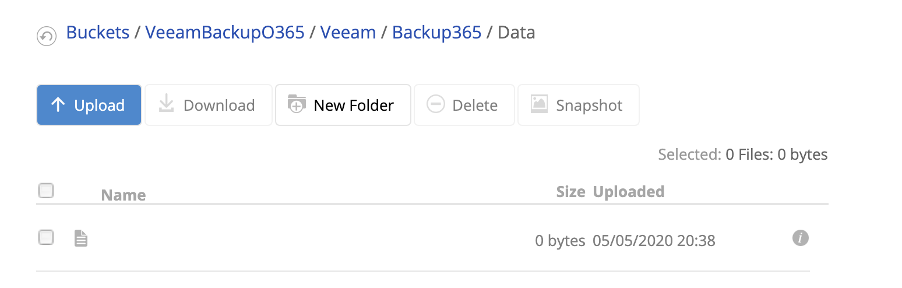 Buckets / VeeamBackupO365 / Veeam / Backup365 / Data
Upload Download New Folder Delete Snapshot
Selected: 0 Files: 0 bytes
Name Size Uploaded
0 bytes 05/05/2020 20:38